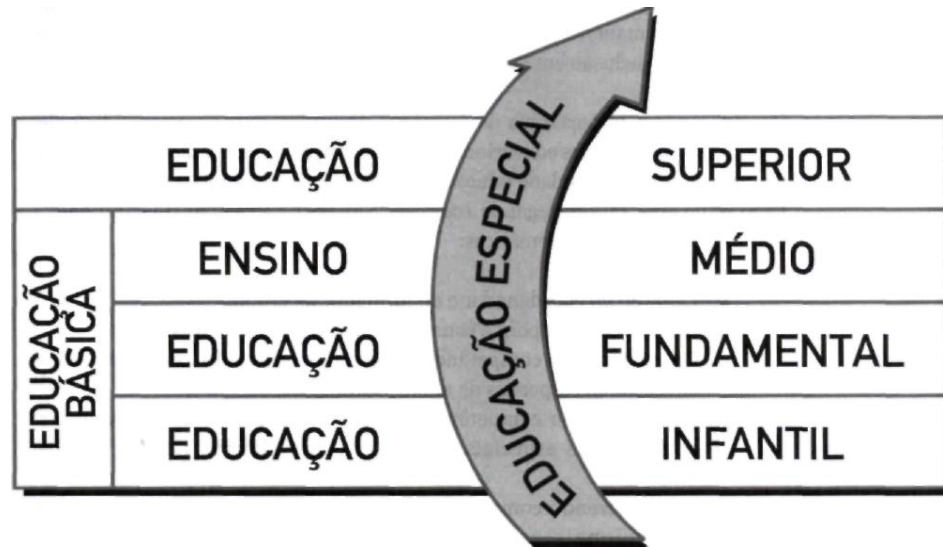 EDUCAÇÃO SUPERIOR
ENSINO MÉDIO
EDUCAÇÃO FUNDAMENTAL
EDUCAÇÃO INFANTIL
EDUCAÇÃO
BÁSICA
EDUCAÇÃO ESPECIAL